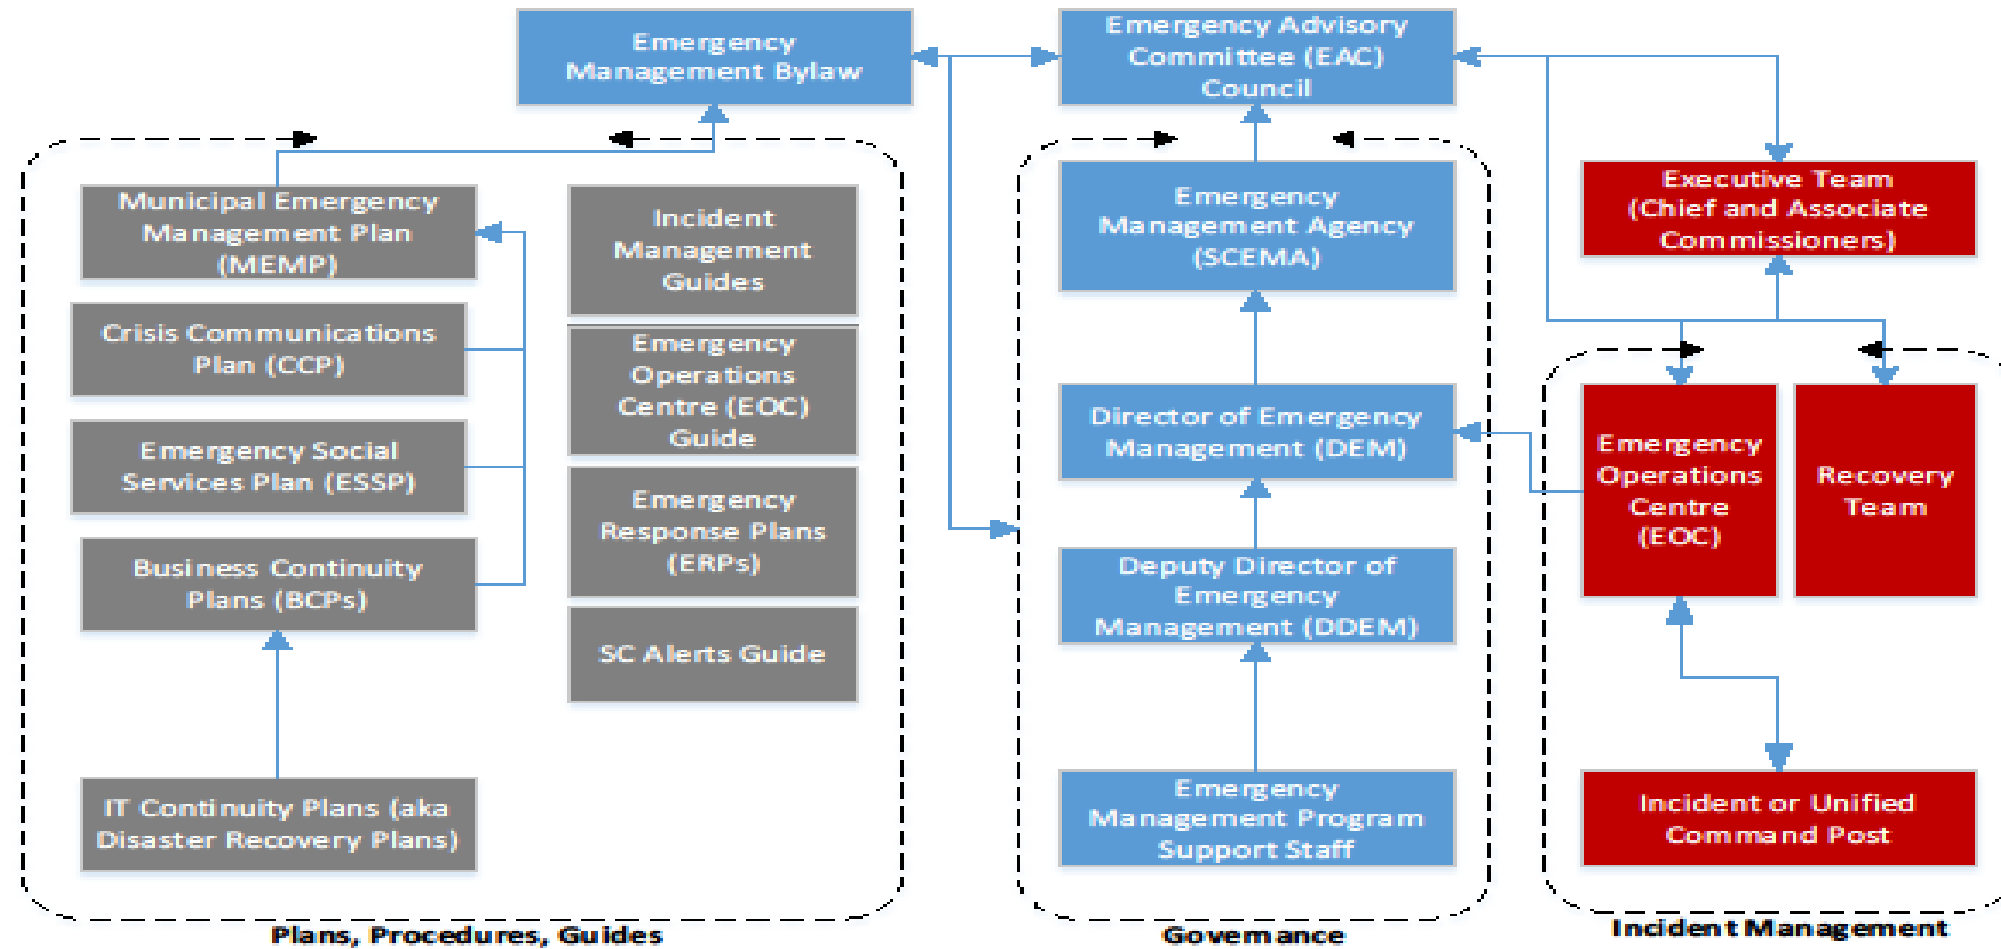 Emergency
Management Bylaw
Emergency Advisory
Committee (EAC)
Council
Municipal Emergency
Management Plan
(MEMP)
Crisis Communications
Plan (CCP)
Emergency Social
Services Plan (ESSP)
Business Continuity
Plans (BCPs)
IT Continuity Plans (aka
Disaster Recovery Plans)
Incident
Management
Guides
Emergency
Operations
Centre (EOC)
Guide
Emergency
Response Plans
(ERPs)
SC Alerts Guide
Plans, Procedures, Guides
Emergency
Management Agency
(SCEMA)
Director of Emergency
Management (DEM)
Deputy Director of
Emergency
Management (DDEM)
Emergency
Management Program
Support Staff
Governance
Executive Team
(Chief and Associate
Commissioners)
Emergency
Operations
Centre
(EOC)
Recovery
Team
Incident or Unified
Command Post
Incident Management